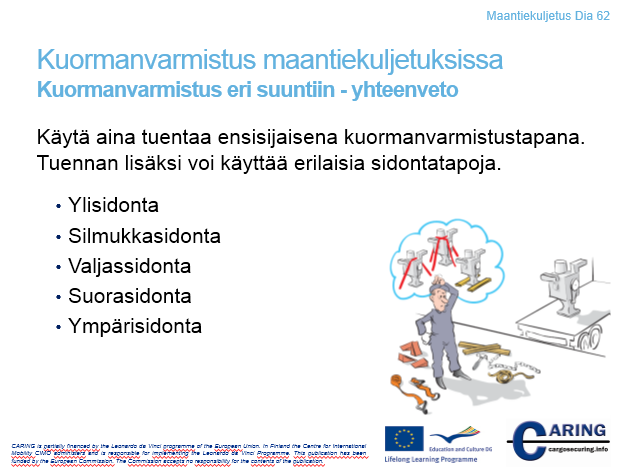 Maantiekuljetus Dia 62
Kuormanvarmistus maantiekuljetuksissa
Kuormanvarmistus eri suuntiin - yhteenveto
Käytä aina tuentaa ensisijaisena kuormanvarmistustapana.
Tuennan lisäksi voi käyttää erilaisia sidontatapoja.
• Ylisidonta
• Silmukkasidonta
• Valjassidonta
• Suorasidonta
• Ympärisidonta
CARING is partially financed by the Leonardo da Vinci programme of the European Union. In Finland the Centre for International
Mobility CIMO administers and is responsible for implementing the Leonardo da Vinci Programme. This publication has been
funded by the European Commission. The Commission accepts no responsibility for the contents of the publication.
Education and Culture DG
Lifelong Learning Programme
CARING
cargosecuring.info